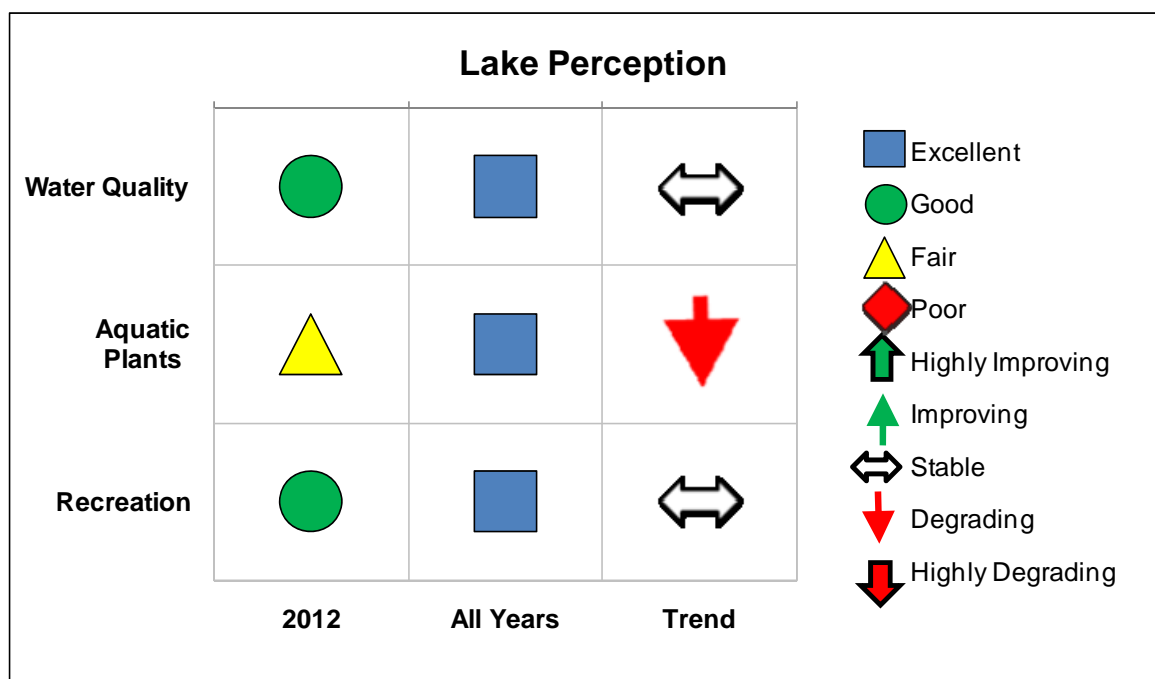 Lake Perception
Water Quality
Aquatic
Plants
Recreation
2012
All Years
Trend
Excellent
Good
Fair
Poor
Highly Improving
Improving
Stable
Degrading
Highly Degrading